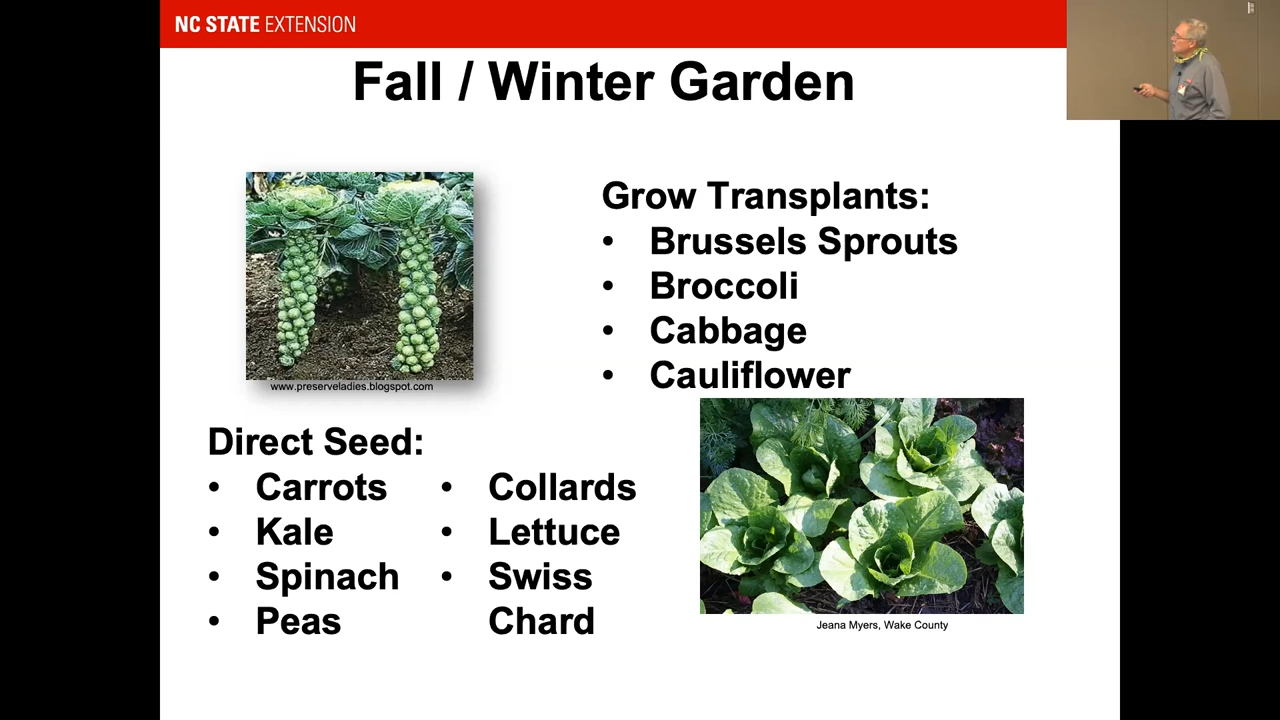 NC STATE EXTENSION
Fall / Winter Garden
www.preserveladies.blogspot.com
Grow Transplants:
• Brussels Sprouts
• Broccoli
• Cabbage
• Cauliflower
Direct Seed:
• Carrots
• Kale
• Spinach
• Peas
• Collards
• Lettuce
• Swiss
Chard
Jeana Myers, Wake County